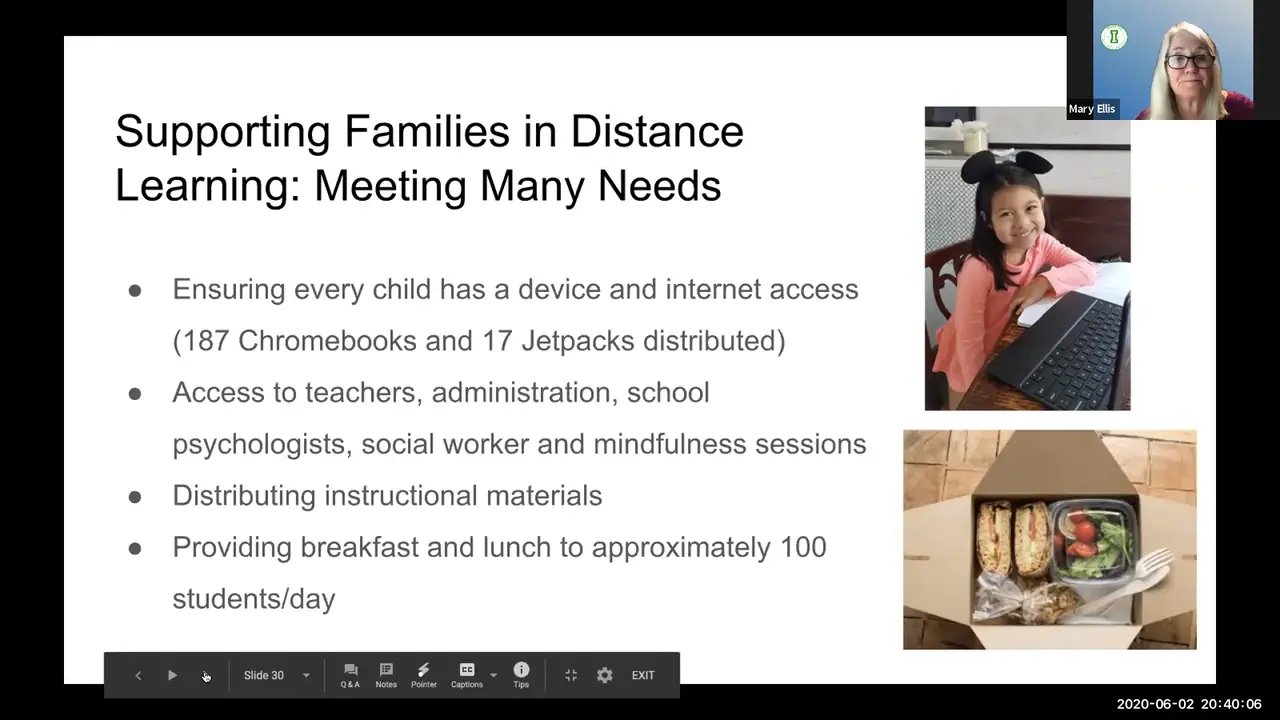 Mary Ellis
Supporting Families in Distance
Learning: Meeting Many Needs
● Ensuring every child has a device and internet access
(187 Chromebooks and 17 Jetpacks distributed)
● Access to teachers, administration, school
psychologists, social worker and mindfulness sessions
● Distributing instructional materials
● Providing breakfast and lunch to approximately 100
students/day
Slide 30
Q & A
Notes
Pointer
CC
Captions
Tips
EXIT
2020-06-02 20:40:06